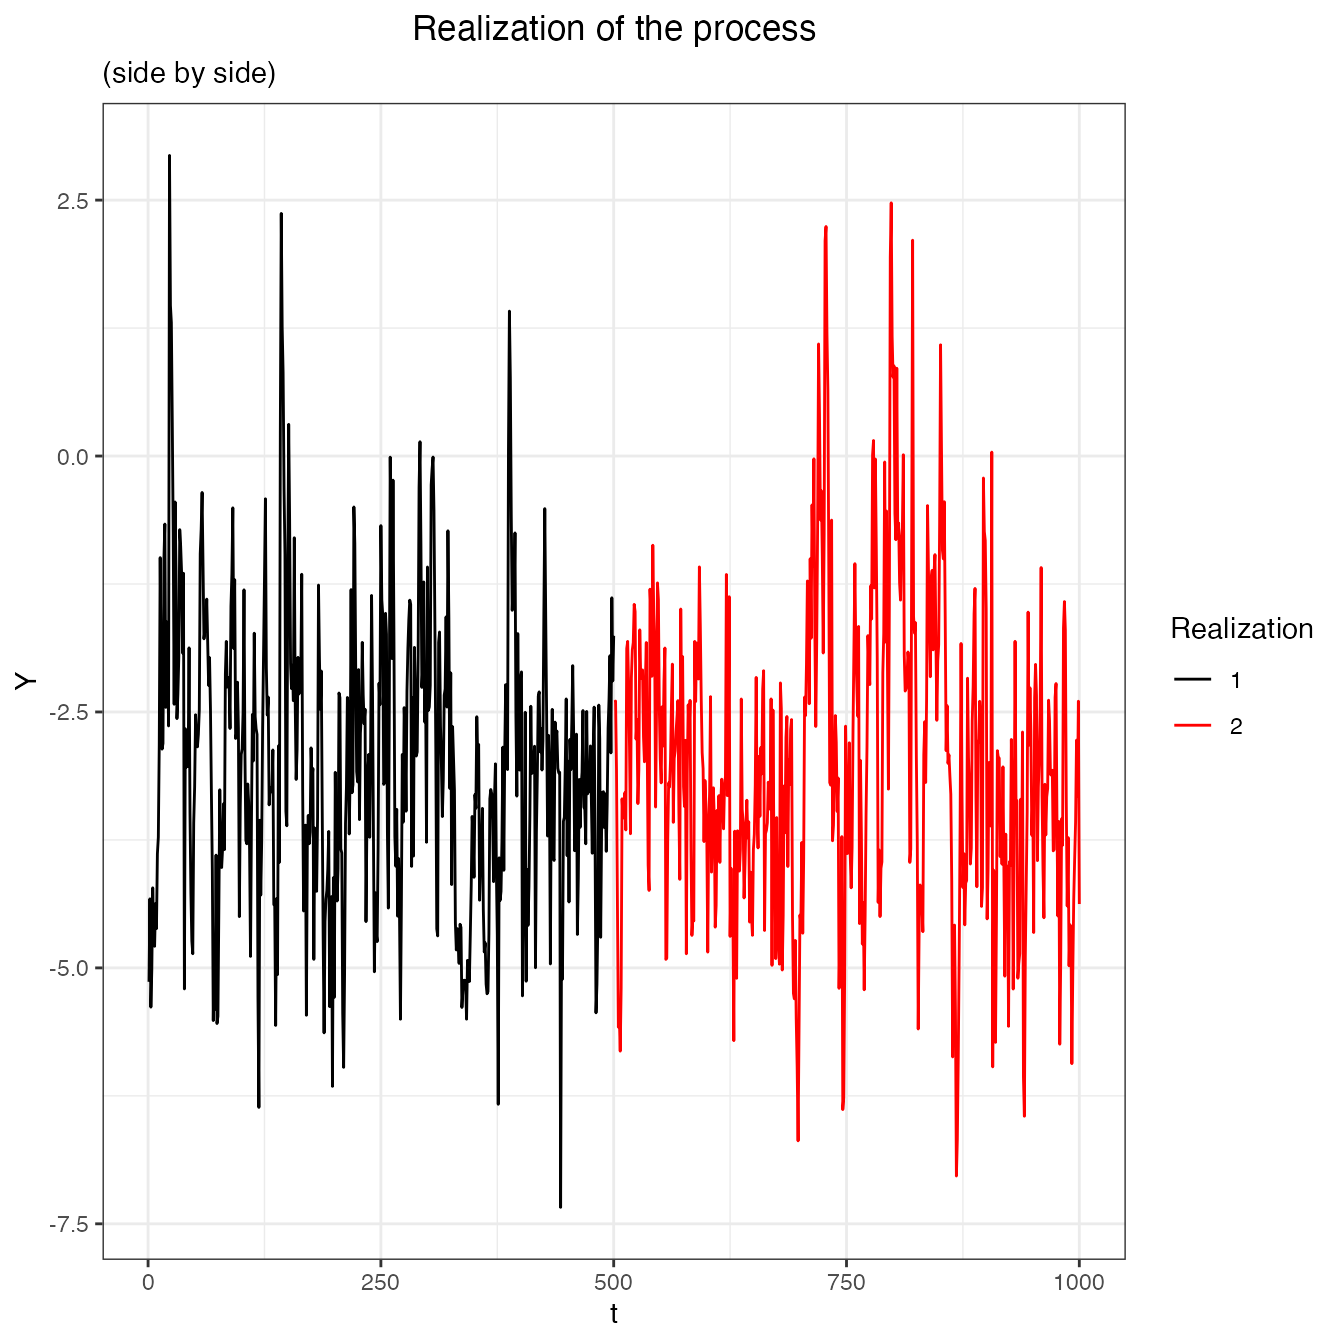 Realization of the process
(side by side)
2.5
0.0
-2.5
-5.0
-7.5
Y
0 250 500 750 1000
t
Realization
1
2